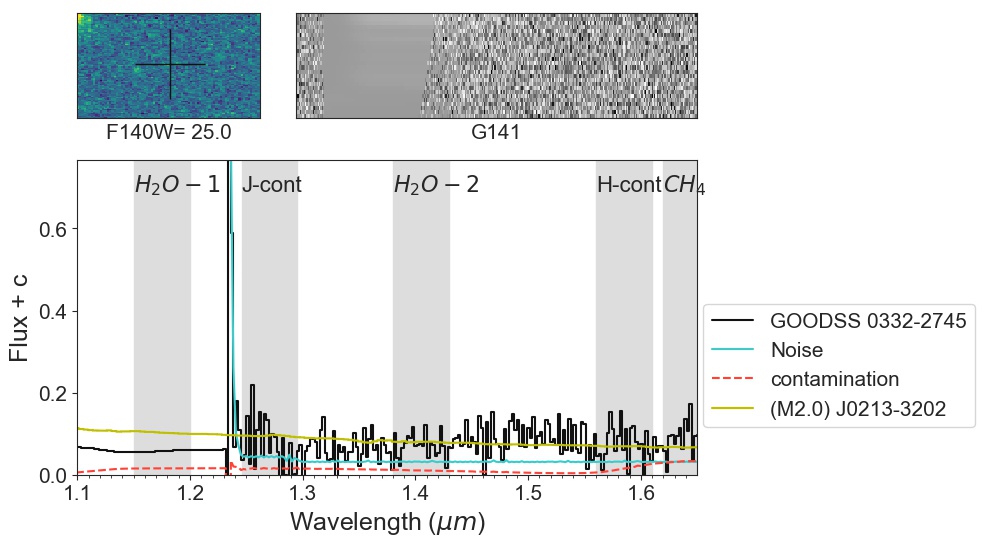 F140W= 25.0
G141
H₂O − 1
J-cont
H₂O − 2
H-cont
CH₄
Flux + c
0.6
0.4
0.2
0.0
1.1
1.2
1.3
1.4
1.5
1.6
Wavelength (μm)
GOODSS 0332-2745
Noise
contamination
(M2.0) J0213-3202